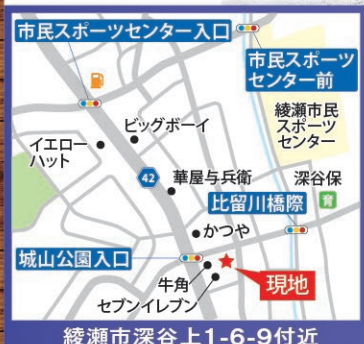 市民スポーツセンター入口
市民スポーツ
センター前
綾瀬市民
スポーツ
センター
ビッグボーイ
イエロー
ハット
42
華屋与兵衛
深谷保
育
比留川橋際
かつや
城山公園入口
牛角
セブンイレブン
現地
綾瀬市深谷上1-6-9付近